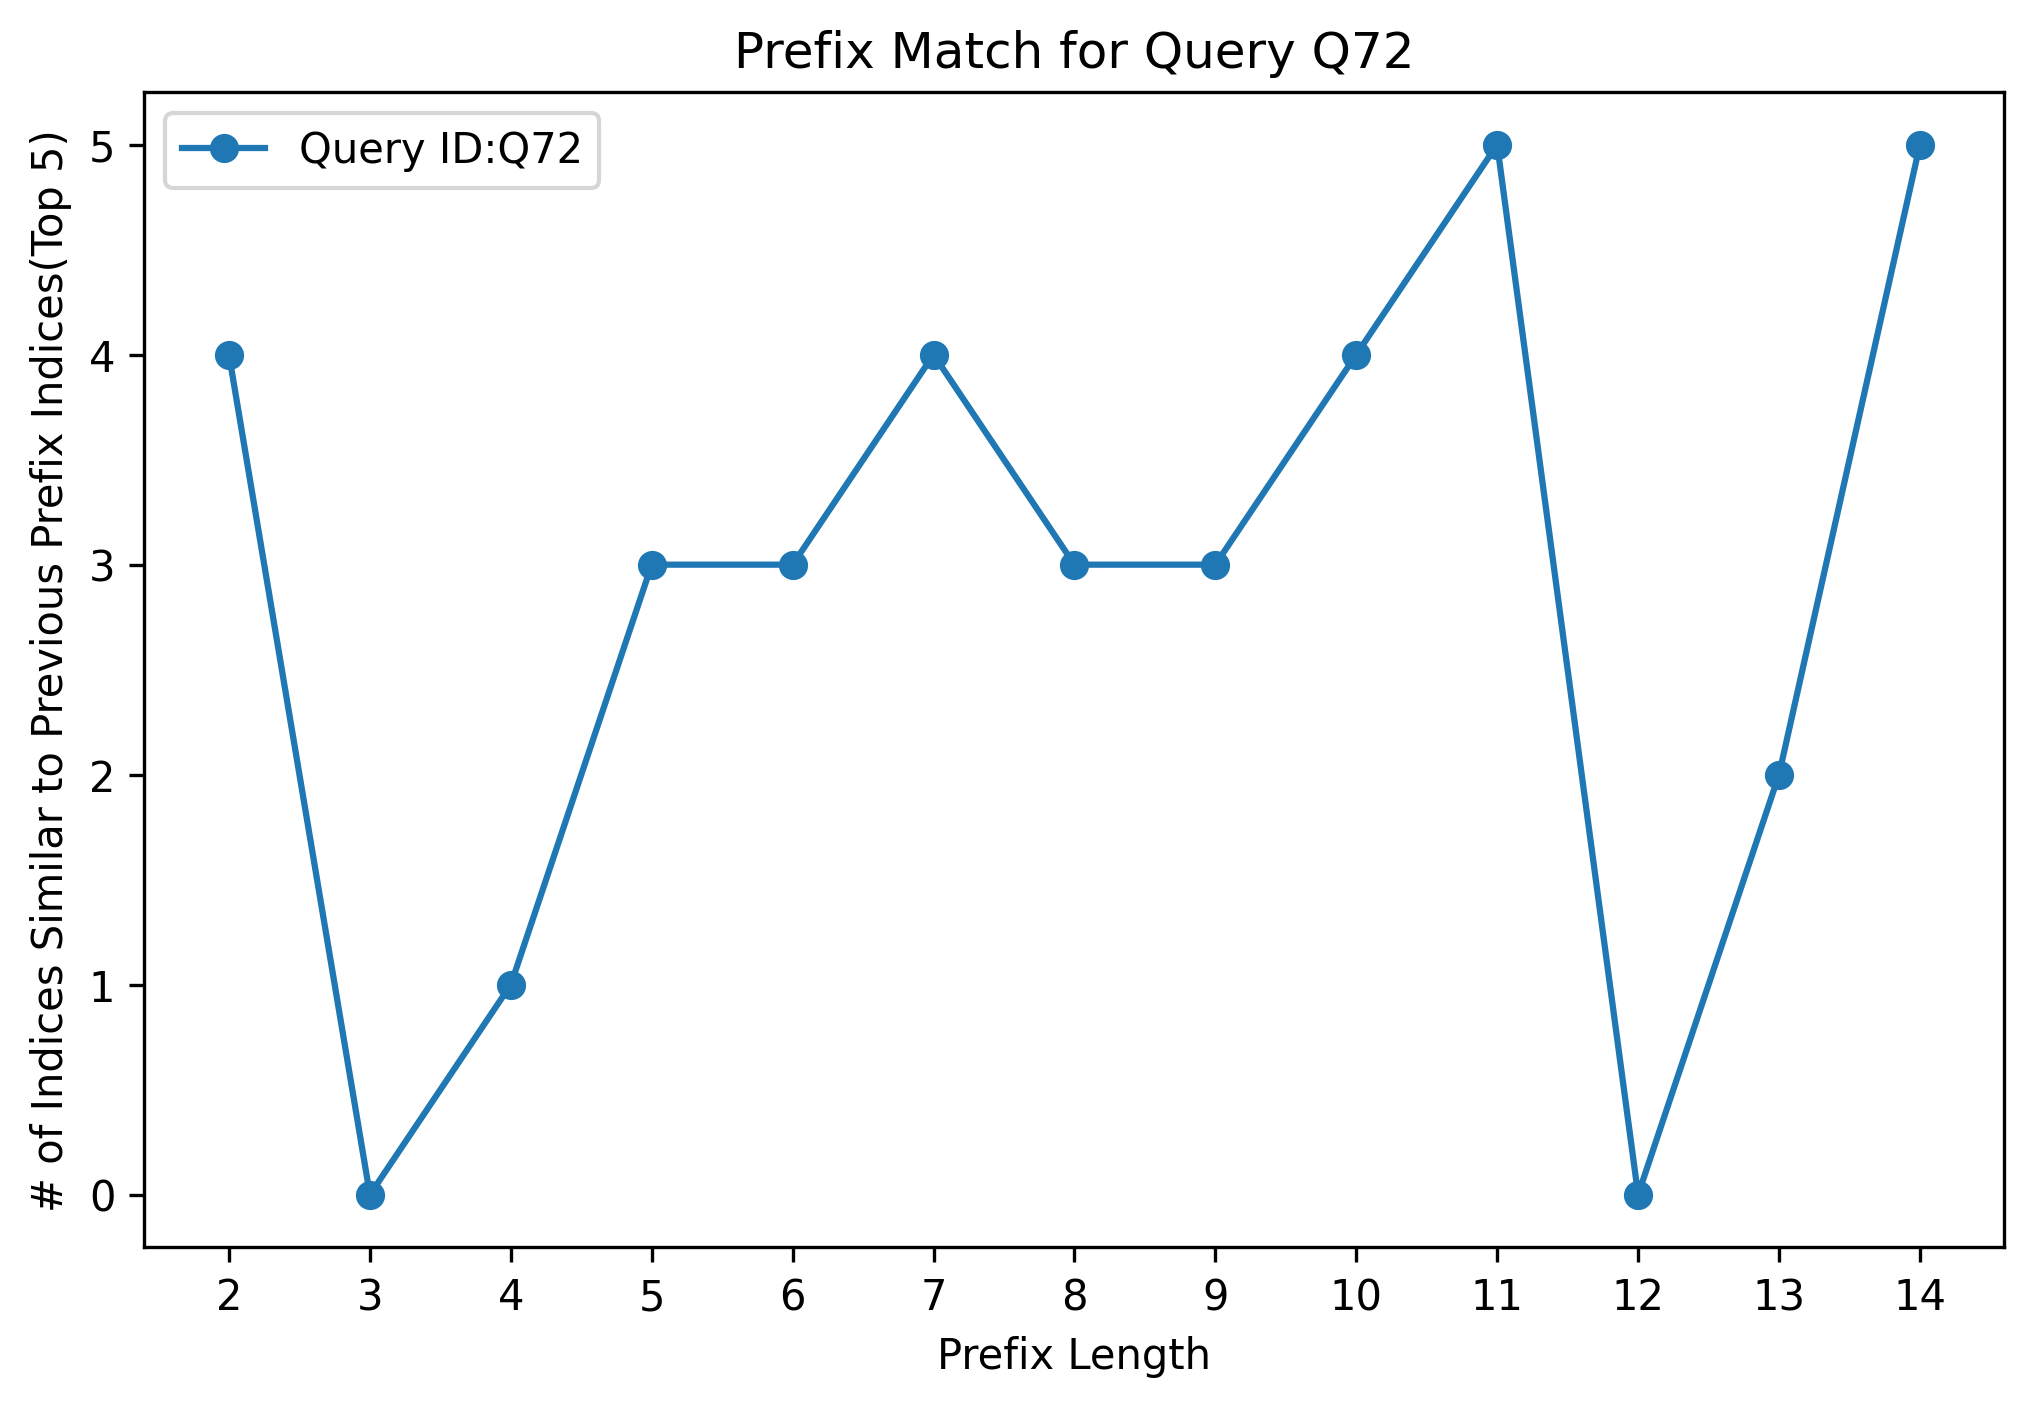 Prefix Match for Query Q72
Query ID:Q72
# of Indices Similar to Previous Prefix Indices(Top 5)
5
4
3
2
1
0
2 3 4 5 6 7 8 9 10 11 12 13 14
Prefix Length